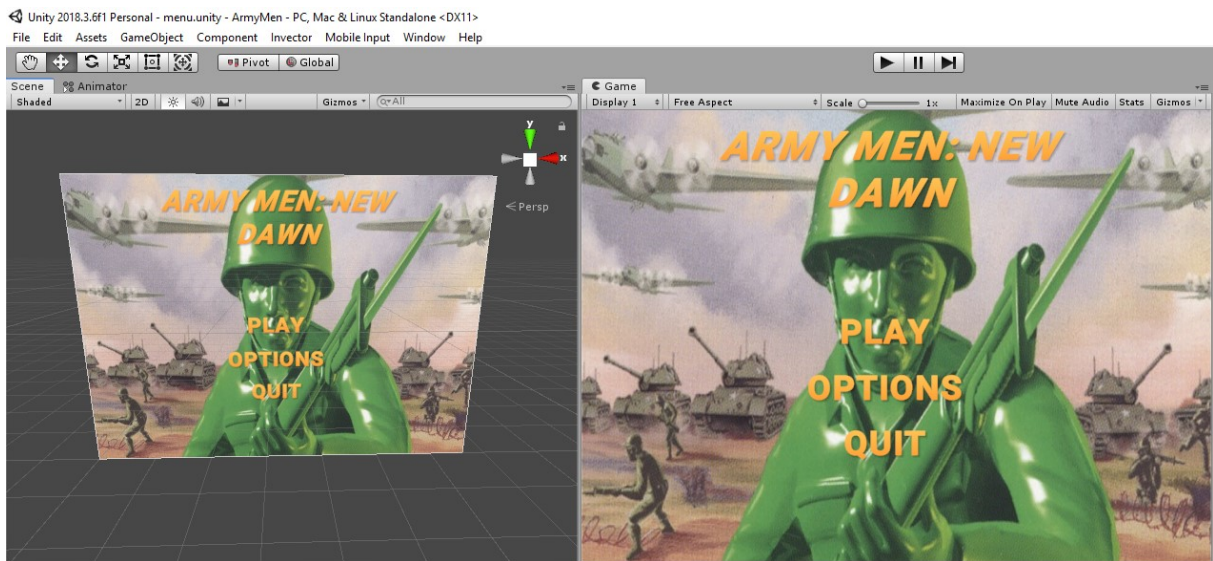 Unity 2018.3.6f1 Personal - menu.unity - ArmyMen - PC, Mac & Linux Standalone <DX11>
File Edit Assets GameObject Component Invector Mobile Input Window Help
Pivot Global
Scene Animator
Shaded 2D Gizmos All
y
x
Persp
ARMY MEN: NEW
DAWN
PLAY
OPTIONS
QUIT
Game
Display 1 Free Aspect Scale 1x Maximize On Play Mute Audio Stats Gizmos
ARMY MEN: NEW
DAWN
PLAY
OPTIONS
QUIT